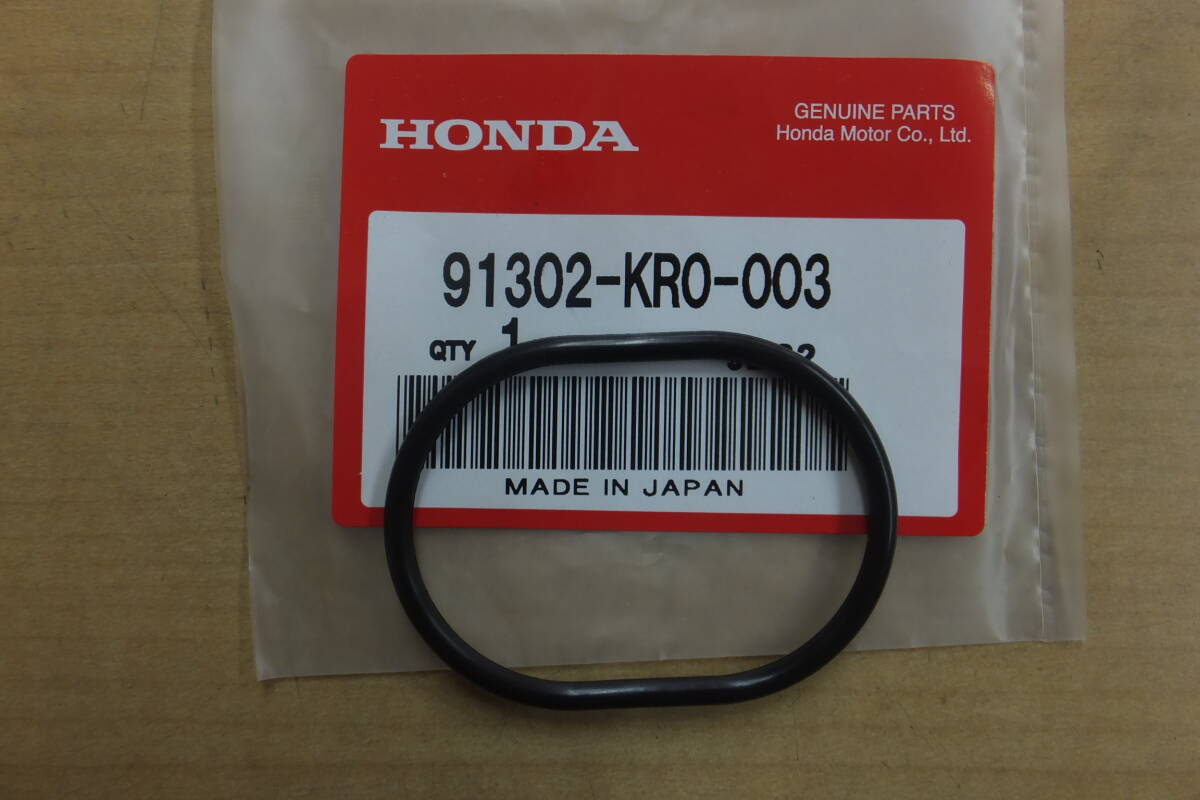 HONDA
GENUINE PARTS
Honda Motor Co., Ltd.
91302-KR0-003
QTY 1
MADE IN JAPAN